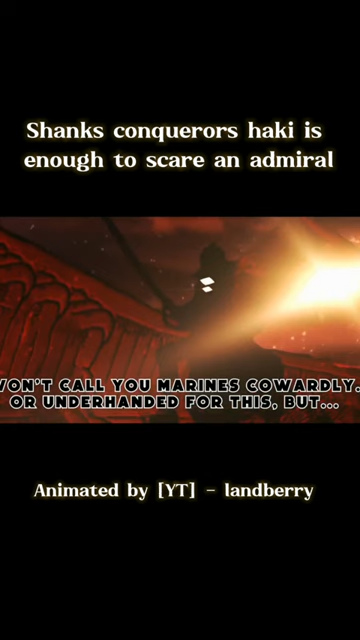 Shanks conquerors haki is
enough to scare an admiral
WON'T CALL YOU MARINES COWARDLY.
OR UNDERHANDED FOR THIS, BUT...
Animated by [YT] - landberry